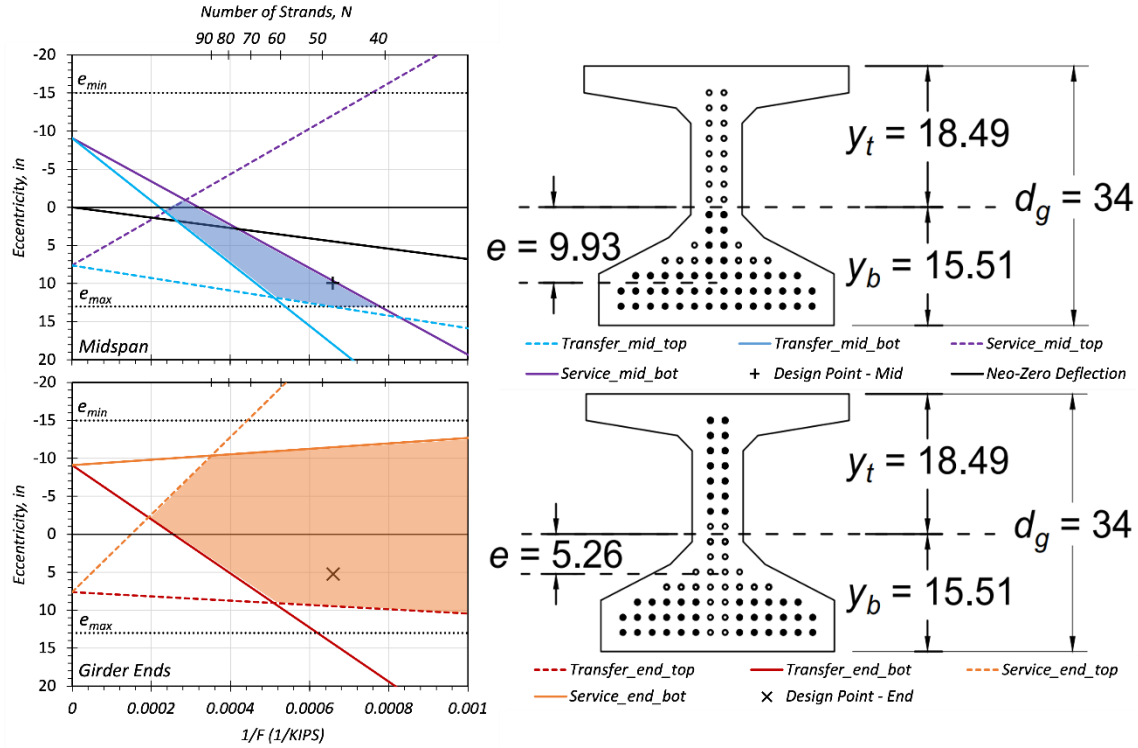 Number of Strands, N
90 80 70 60 50 40
-20
-15
-10
-5
0
5
10
15
20
Eccentricity, in
e_min
e_max
Midspan
e = 9.93
y_t = 18.49
y_b = 15.51
d_g = 34
Transfer_mid_top Transfer_mid_bot Service_mid_top
Service_mid_bot Design Point - Mid Neo-Zero Deflection
-20
-15
-10
-5
0
5
10
15
20
Eccentricity, in
e_min
e_max
Girder Ends
0 0.0002 0.0004 0.0006 0.0008 0.001
1/F (1/KIPS)
e = 5.26
y_t = 18.49
y_b = 15.51
d_g = 34
Transfer_end_top Transfer_end_bot Service_end_top
Service_end_bot Design Point - End